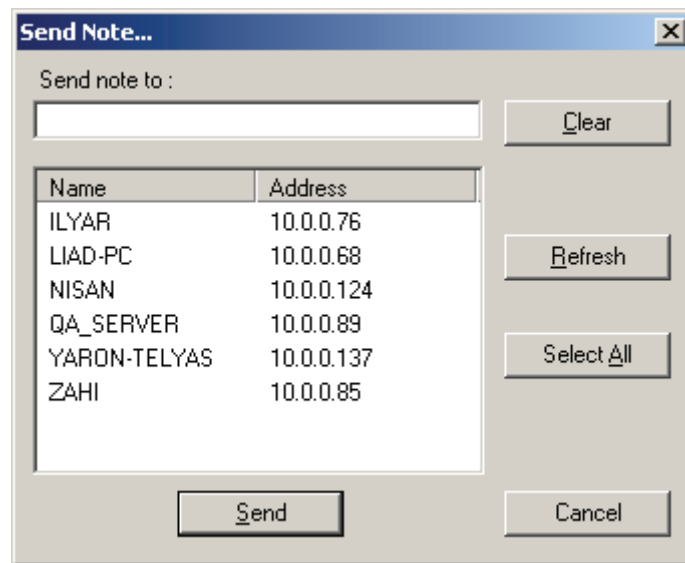 Send Note...
Send note to :
Clear
Name Address
ILYAR 10.0.0.76
LIAD-PC 10.0.0.68
NISAN 10.0.0.124
QA_SERVER 10.0.0.89
YARON-TELYAS 10.0.0.137
ZAHI 10.0.0.85
Refresh
Select All
Send
Cancel